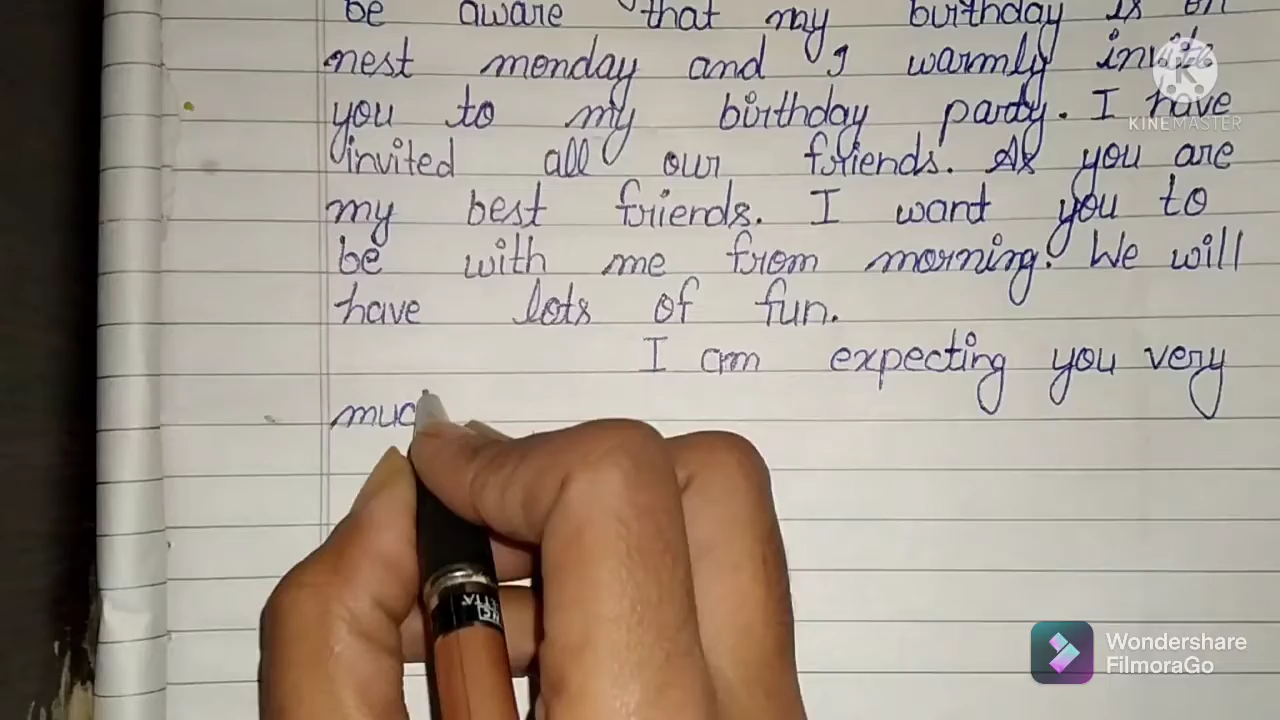 be aware that my birthday is on
nest monday and I warmly invite
you to my birthday party. I have
invited all our friends. As you are
my best friends. I want you to
be with me from morning. We will
have lots of fun.
I am expecting you very
muc
KINEMASTER
Wondershare
FilmoraGo